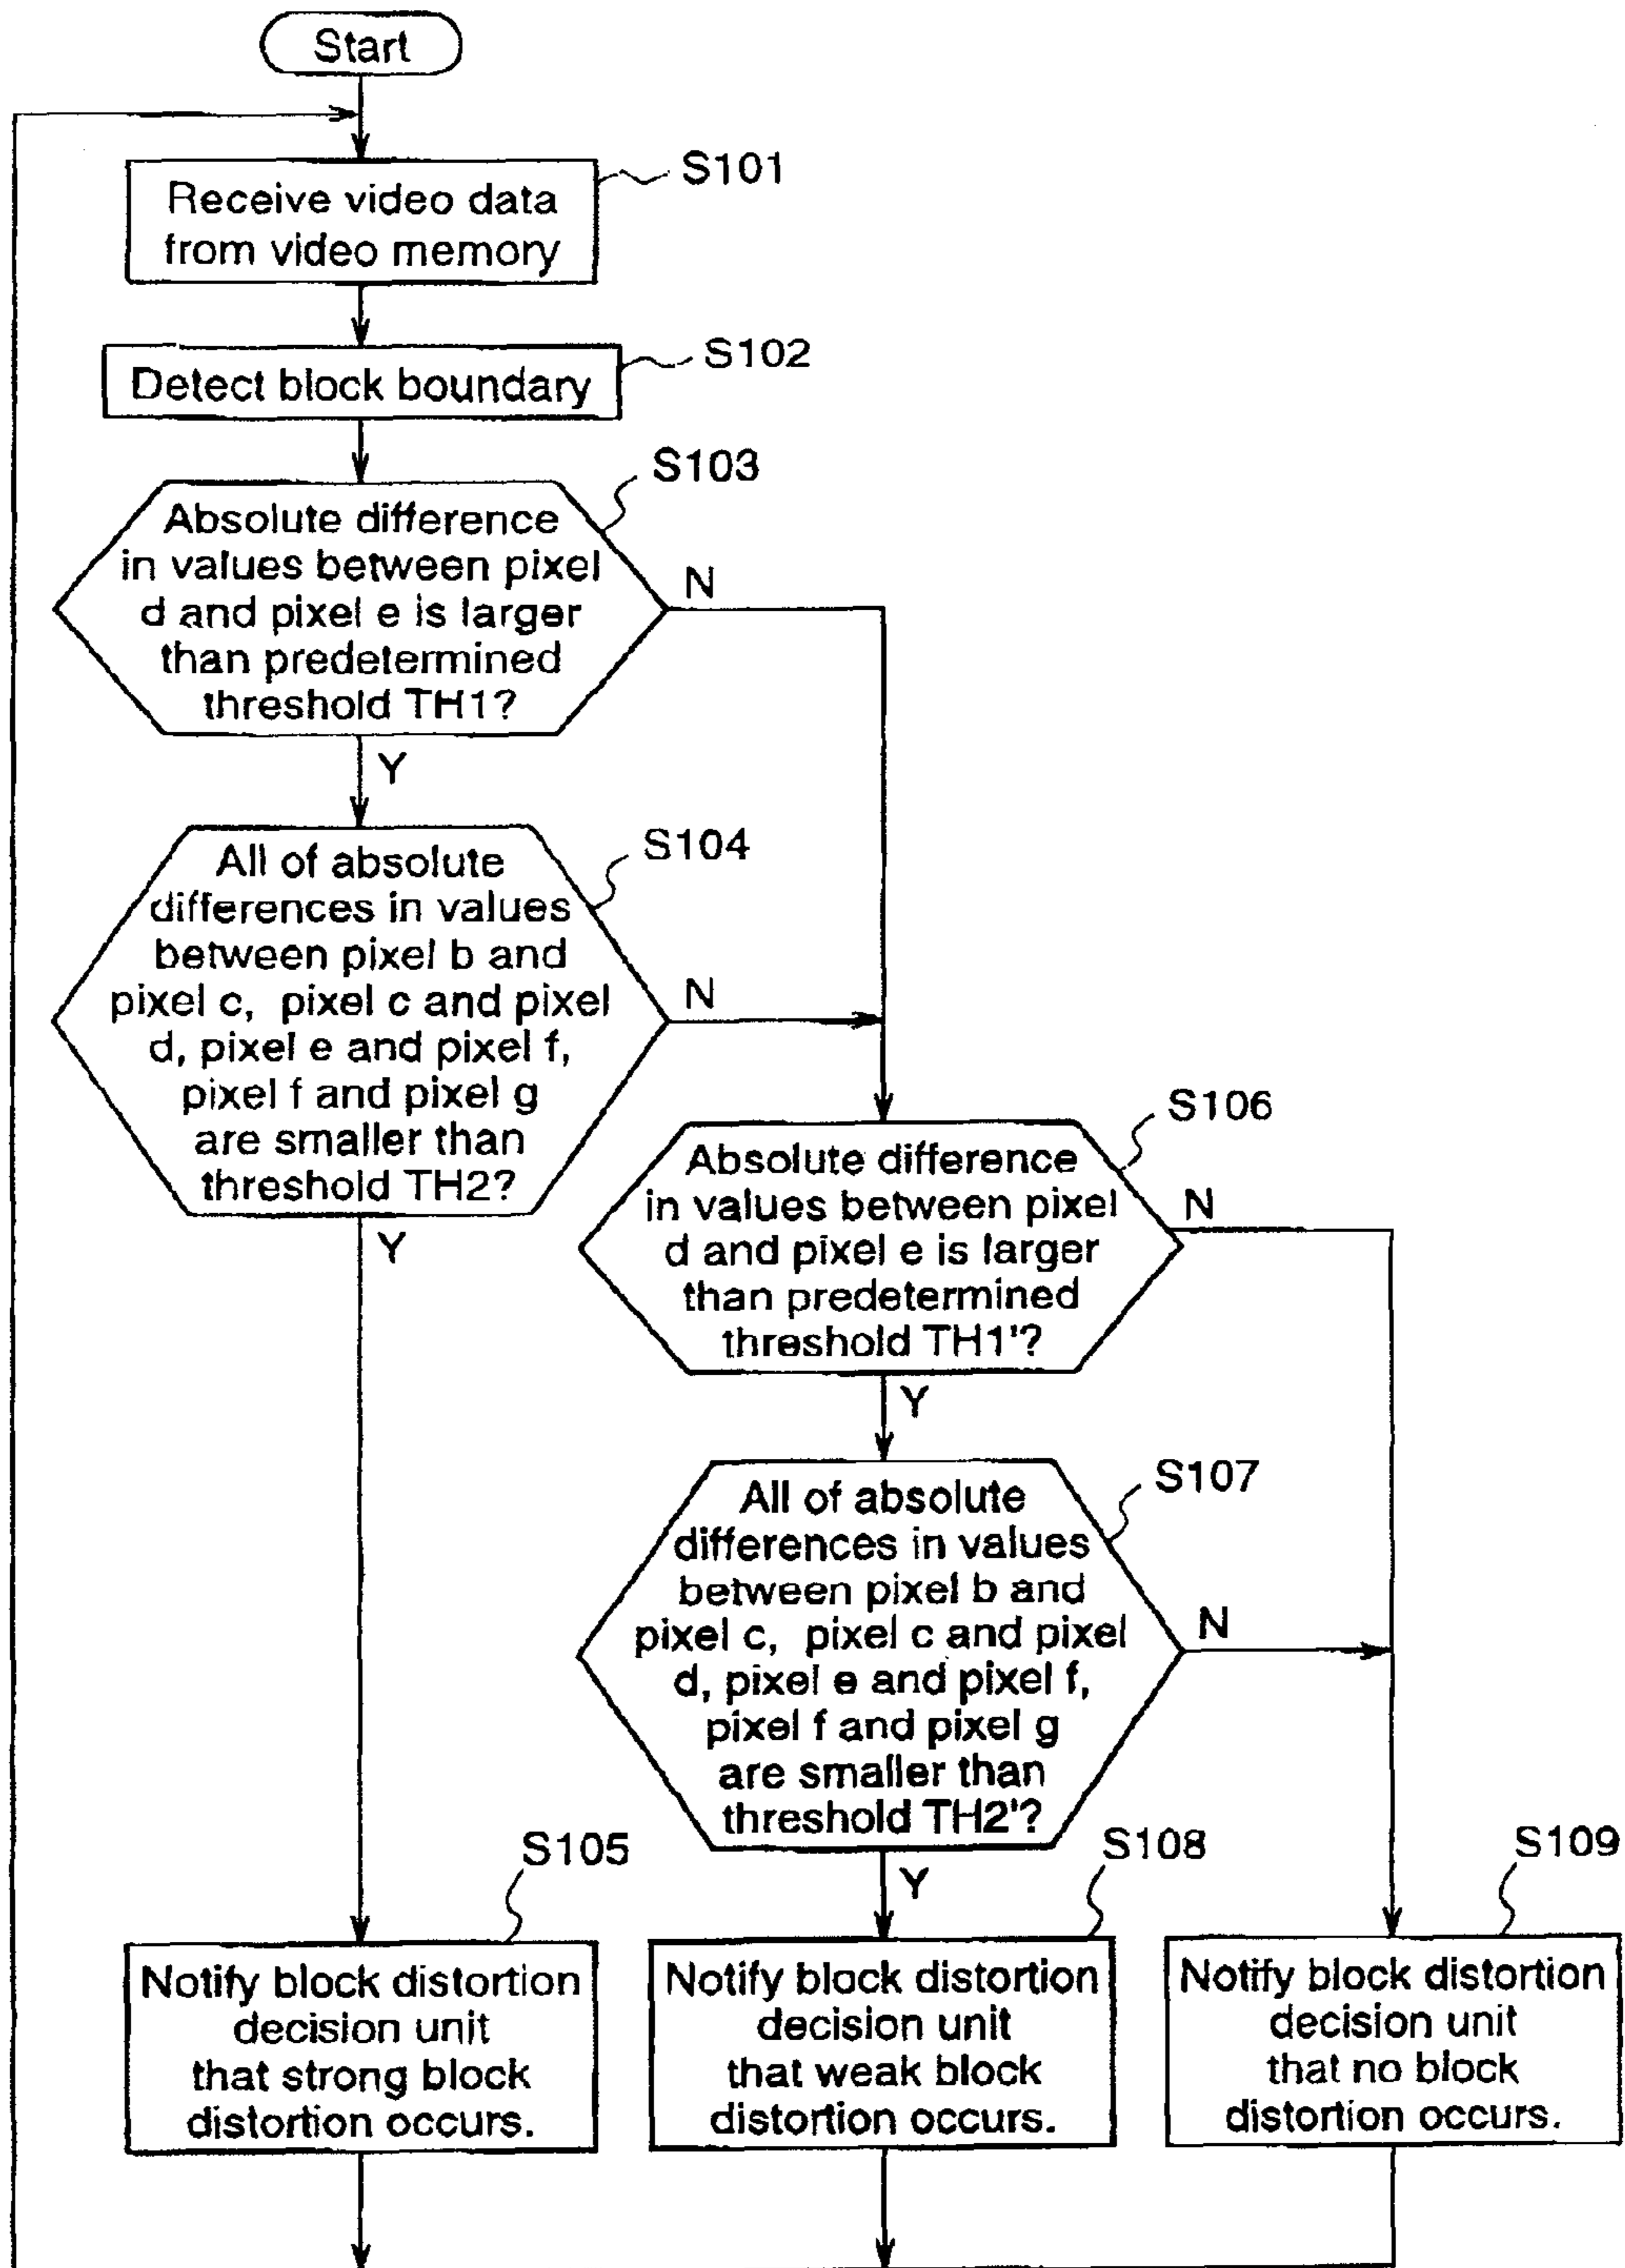 Start
S101
Receive video data
from video memory
S102
Detect block boundary
S103
Absolute difference
in values between pixel
d and pixel e is larger
than predetermined
threshold TH1?
N
Y
S104
All of absolute
differences in values
between pixel b and
pixel c, pixel c and pixel
d, pixel e and pixel f,
pixel f and pixel g
are smaller than
threshold TH2?
N
Y
S106
Absolute difference
in values between pixel
d and pixel e is larger
than predetermined
threshold TH1'?
N
Y
S107
All of absolute
differences in values
between pixel b and
pixel c, pixel c and pixel
d, pixel e and pixel f,
pixel f and pixel g
are smaller than
threshold TH2'?
N
Y
S105
Notify block distortion
decision unit
that strong block
distortion occurs.
S108
Notify block distortion
decision unit
that weak block
distortion occurs.
S109
Notify block distortion
decision unit
that no block
distortion occurs.